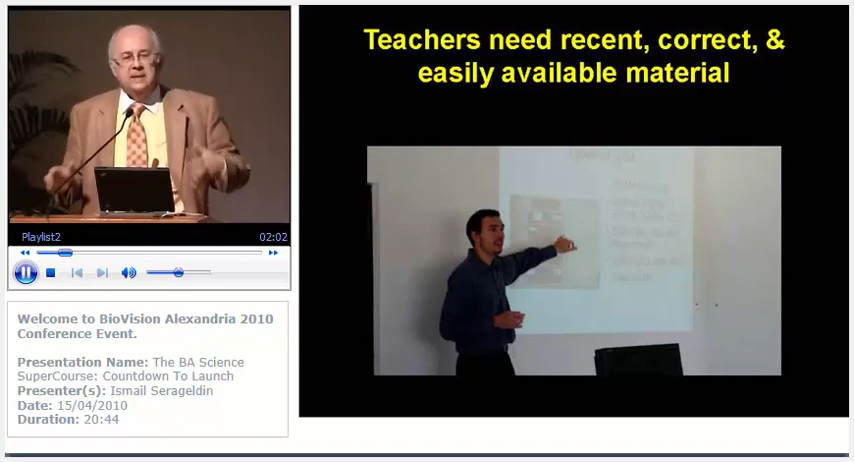 Teachers need recent, correct, &
easily available material
Playlist2
02:02
Welcome to BioVision Alexandria 2010
Conference Event.
Presentation Name: The BA Science
SuperCourse: Countdown To Launch
Presenter(s): Ismail Serageldin
Date: 15/04/2010
Duration: 20:44